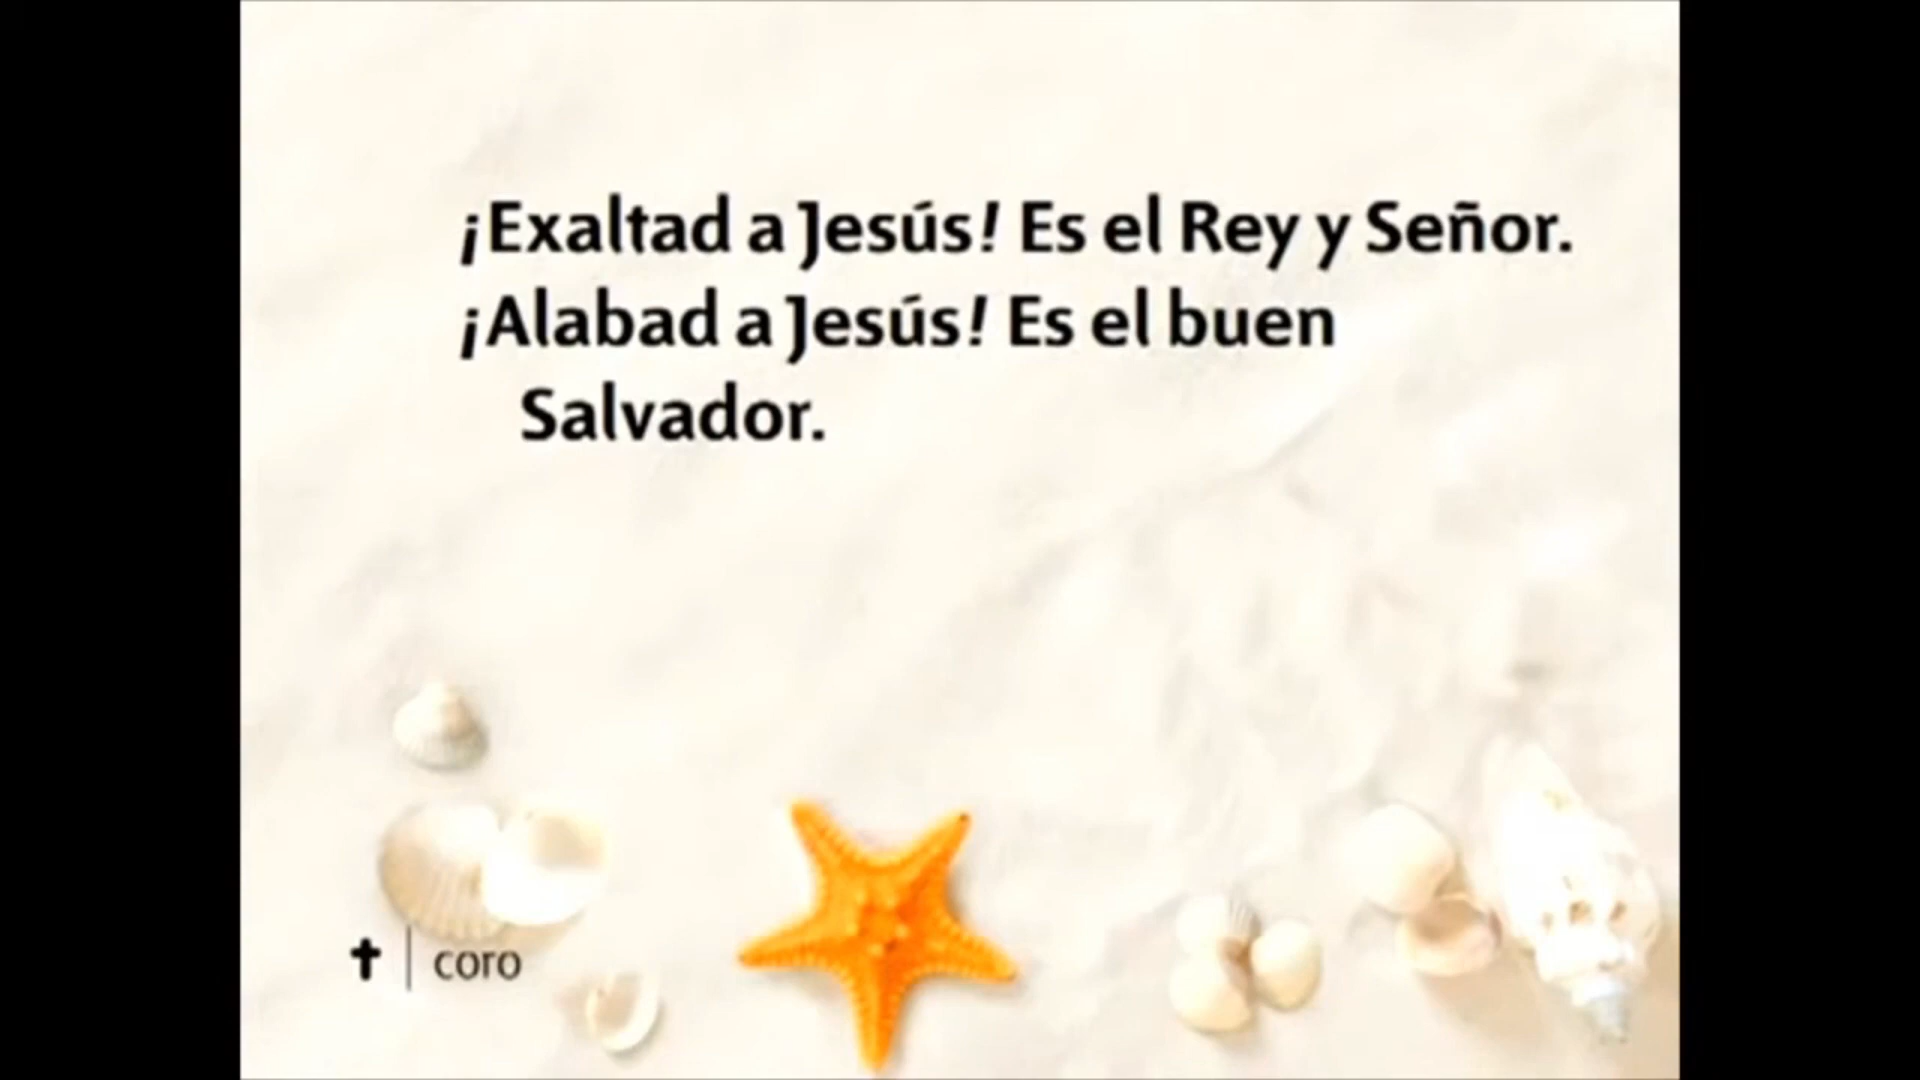 ¡Exaltad a Jesús! Es el Rey y Señor.
¡Alabad a Jesús! Es el buen
Salvador.
coro